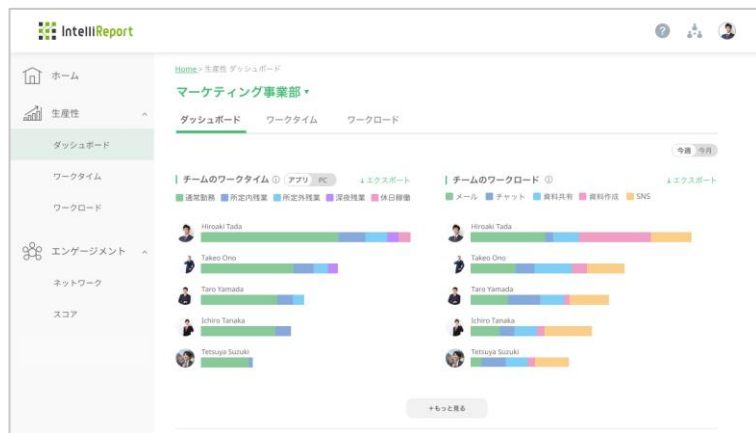 IntelliReport
?
ホーム
生産性
ダッシュボード
ワークタイム
ワークロード
エンゲージメント
ネットワーク
スコア
Home > 生産性 ダッシュボード
マーケティング事業部
ダッシュボード ワークタイム ワークロード
今週 今月
チームのワークタイム アプリ PC ↓エクスポート
通常勤務 所定内残業 所定外残業 深夜残業 休日稼働
Hiroaki Tada
Takeo Ono
Taro Yamada
Ichiro Tanaka
Tetsuya Suzuki
チームのワークロード ↓エクスポート
メール チャット 資料共有 資料作成 SNS
Hiroaki Tada
Takeo Ono
Taro Yamada
Ichiro Tanaka
Tetsuya Suzuki
+もっと見る